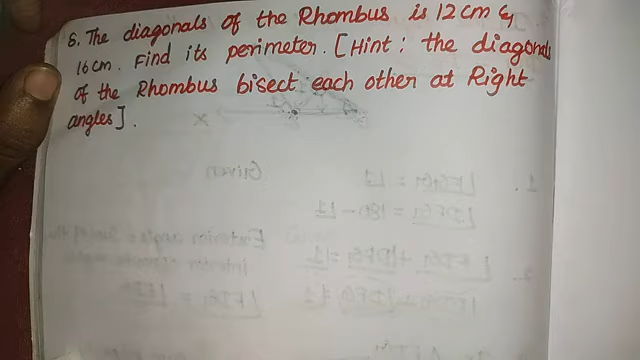 8. The diagonals of the Rhombus is 12 cm &
16 cm. Find its perimeter. [Hint: the diagonals
of the Rhombus bisect each other at Right
angles].